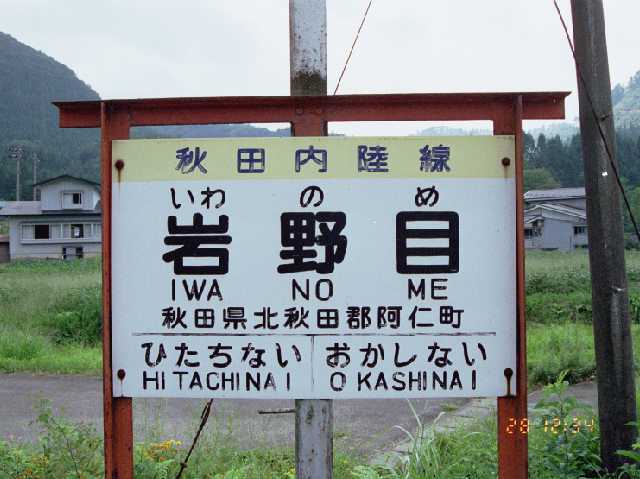 秋田内陸線
いわ の め
岩野目
IWA NO ME
秋田県北秋田郡阿仁町
ひたちない おかしない
HITACHINAI OKASHINAI
28 12:34